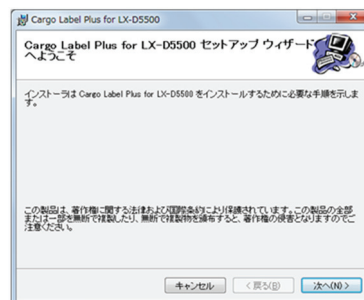 Cargo Label Plus for LX-D5500
Cargo Label Plus for LX-D5500 セットアップ ウィザード
へようこそ
インストーラは Cargo Label Plus for LX-D5500 をインストールするために必要な手順を示しま
す。
この製品は、著作権に関する法律および国際条約により保護されています。この製品の全部
または一部を無断で複製したり、無断で複製物を頒布すると、著作権の侵害となりますのでご
注意ください。
キャンセル
< 戻る(B)
次へ(N) >